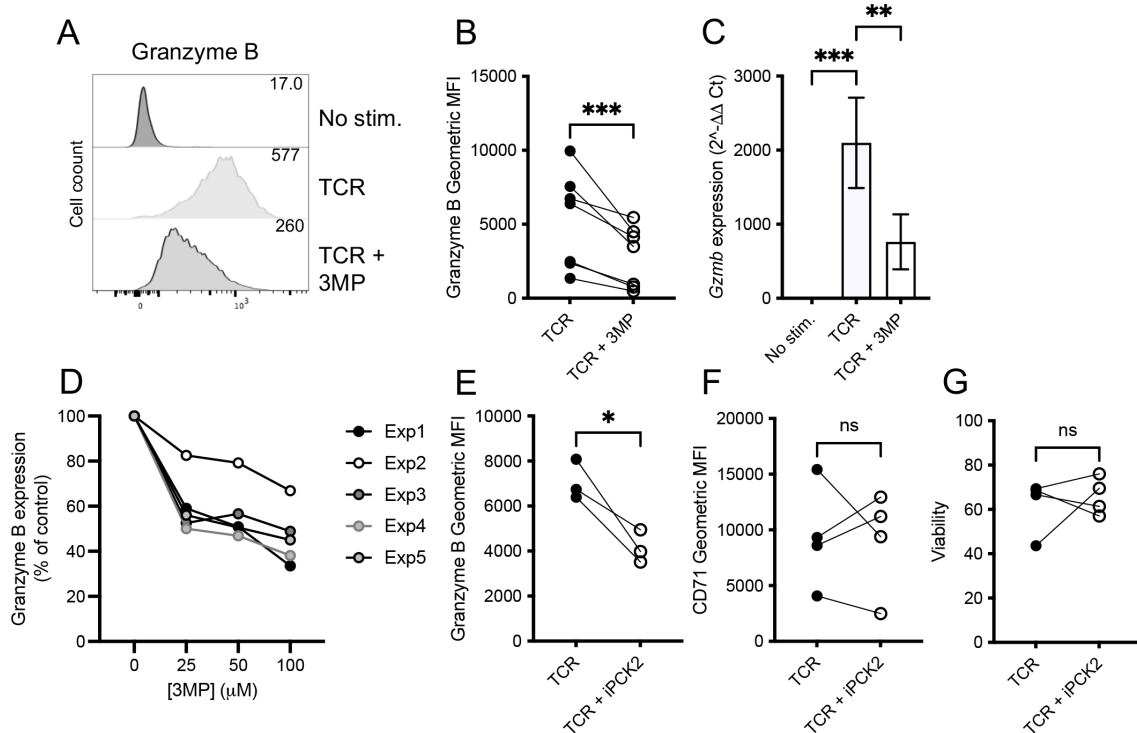 A
Granzyme B
Cell coount
17.0
No stim.
577
TCR
260
TCR +
3MP
0
10³
B
Granzyme B Geometric MFI
15000
10000
5000
0
***
TCR
TCR + 3MP
C
Gzmb expression (2^-ΔΔ Ct)
3000
2000
1000
0
***
**
No stim.
TCR
TCR + 3MP
D
Granzyme B expression
(% of control)
100
80
60
40
20
0
0
25
50
100
[3MP] (μM)
Exp1
Exp2
Exp3
Exp4
Exp5
E
Granzyme B Geometric MFI
10000
8000
6000
4000
2000
0
*
TCR
TCR + iPCK2
F
CD71 Geometric MFI
20000
15000
10000
5000
0
ns
TCR
TCR + iPCK2
G
Viability
100
80
60
40
20
0
ns
TCR
TCR + iPCK2